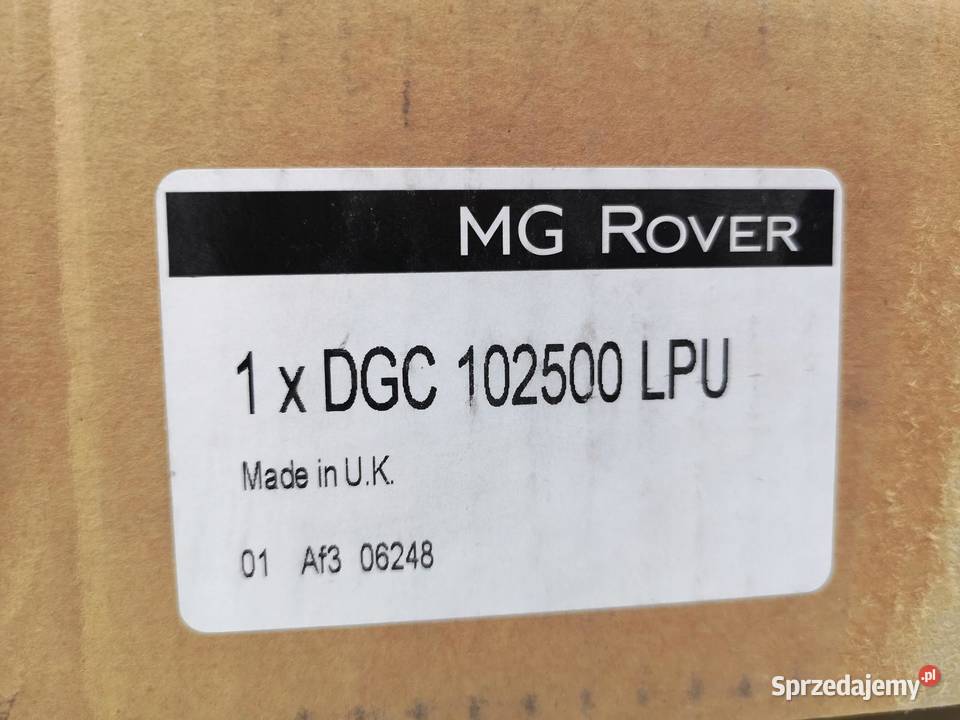 MG ROVER
1 x DGC 102500 LPU
Made in U.K.
01 Af3 06248
Sprzedajemy.pl